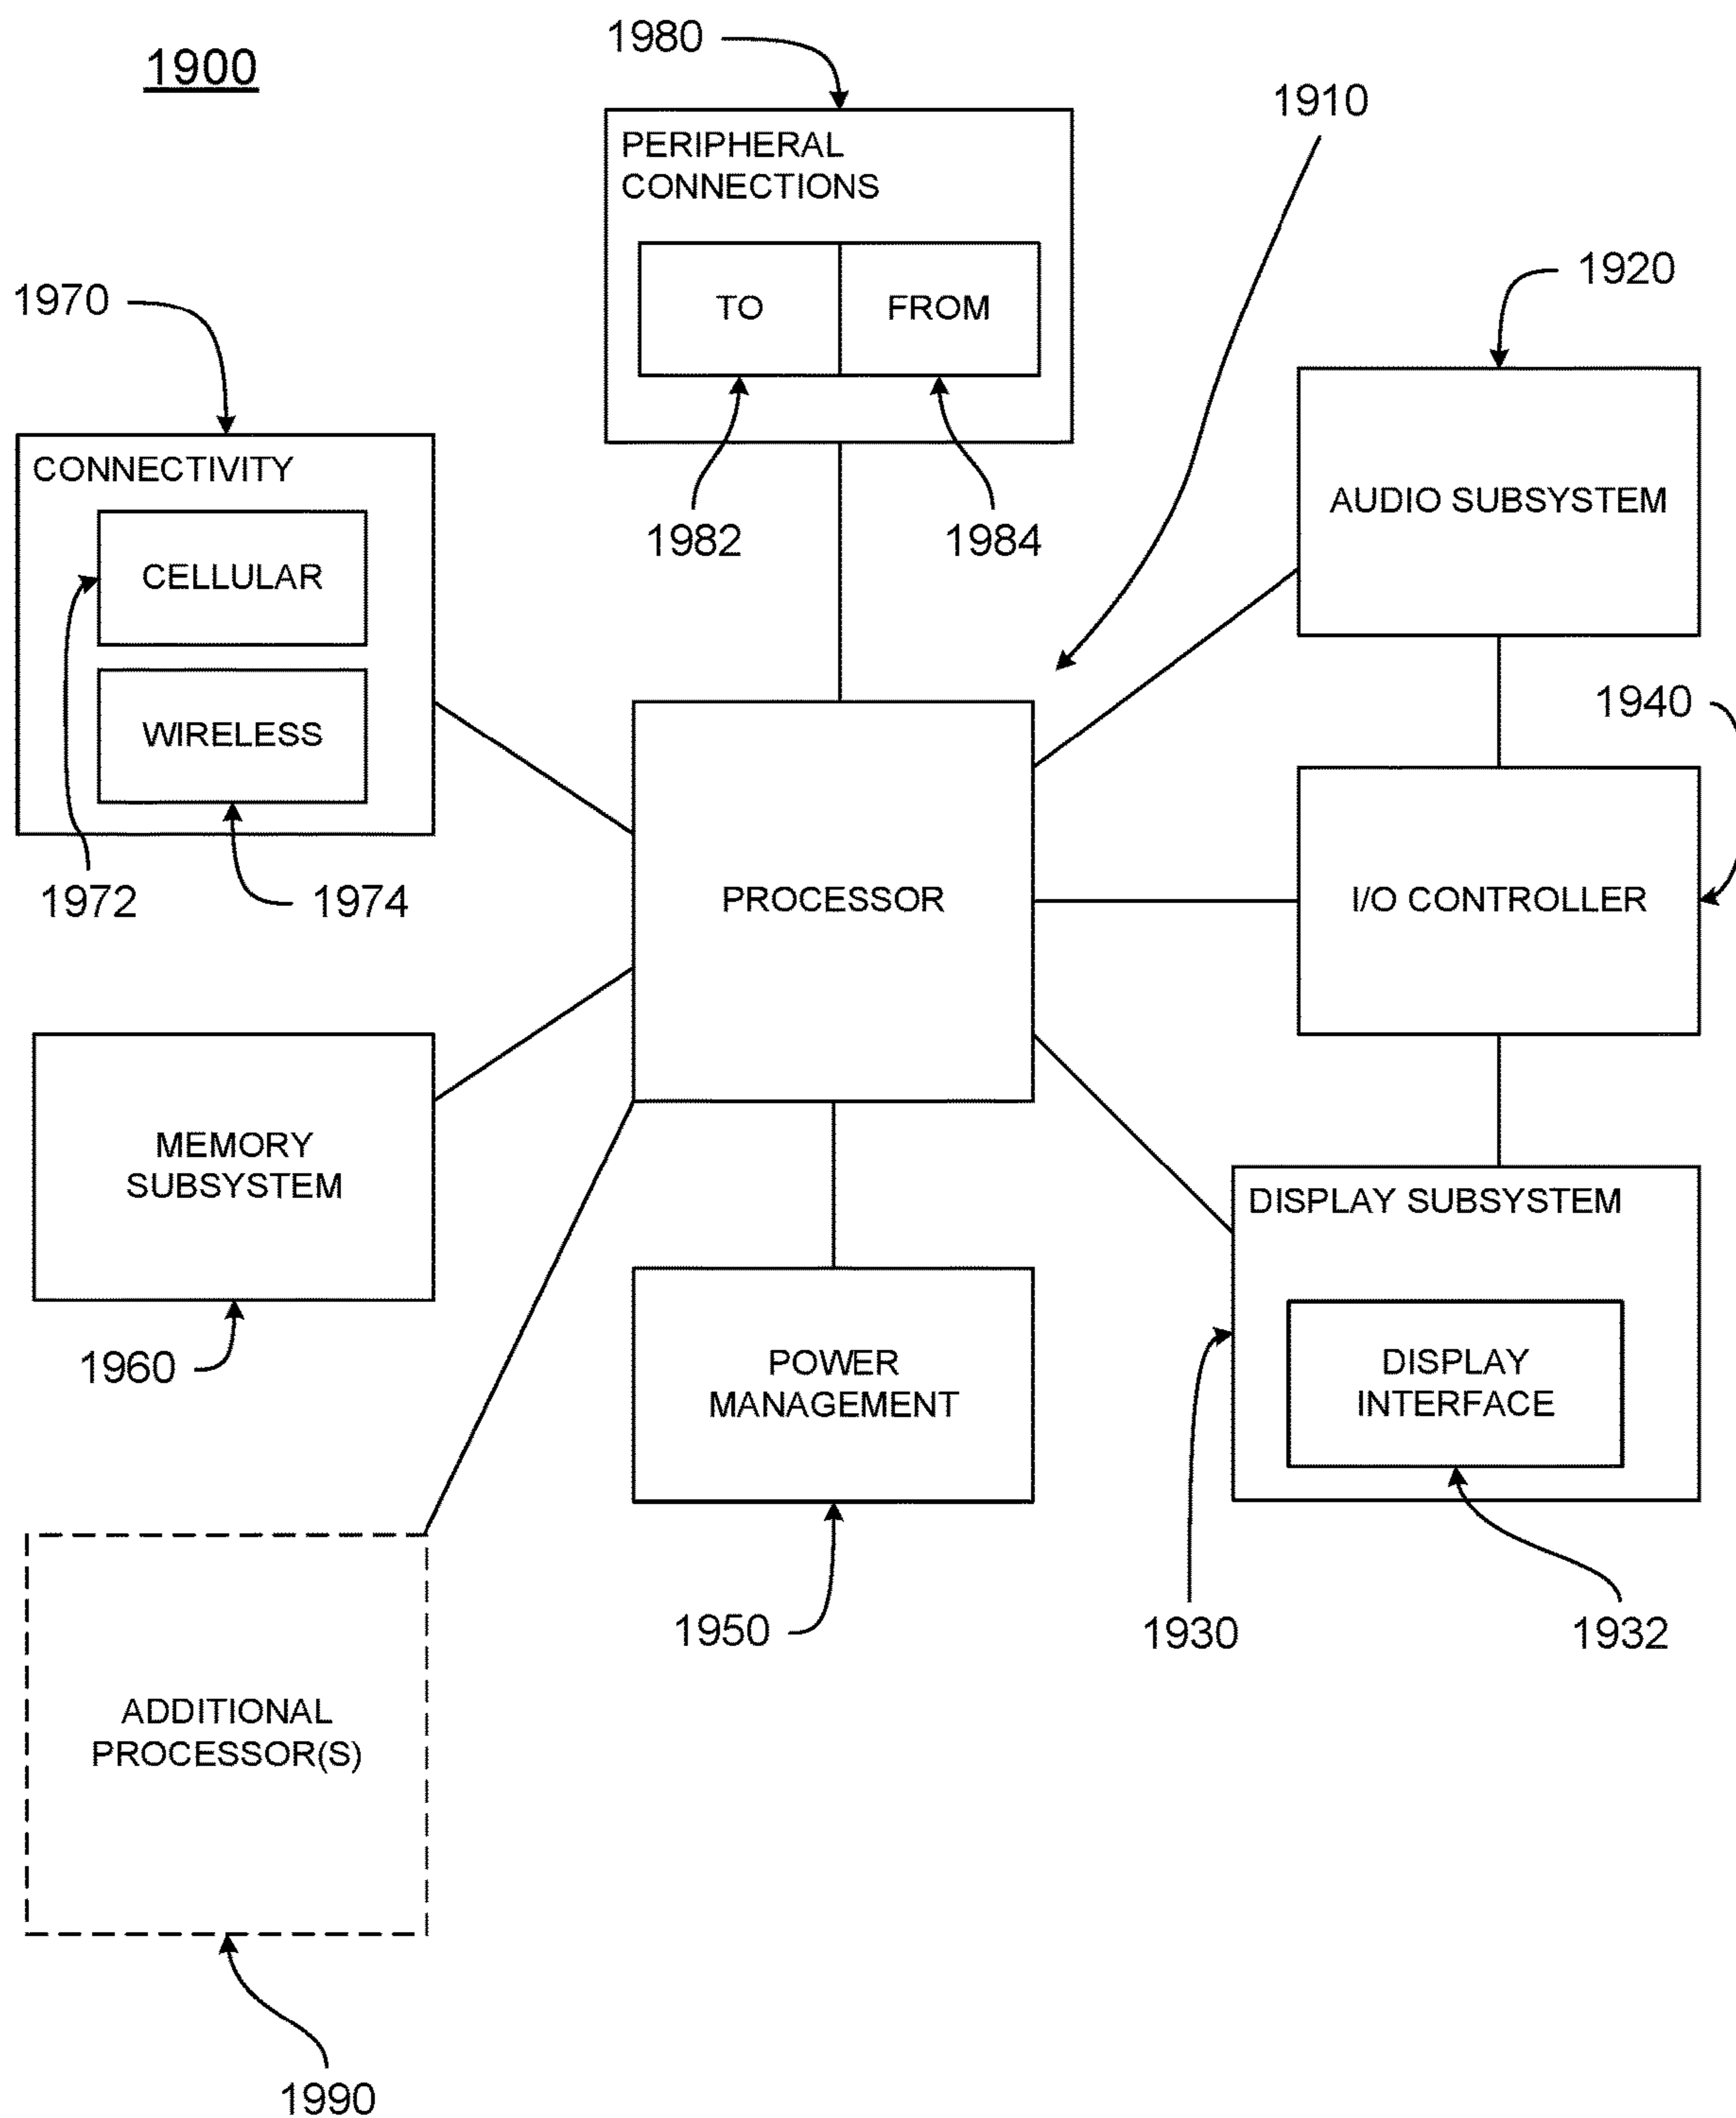 1900
1980
1910
PERIPHERAL
CONNECTIONS
TO
FROM
1920
1970
CONNECTIVITY
AUDIO SUBSYSTEM
1982
1984
CELLULAR
1940
WIRELESS
1972
1974
PROCESSOR
I/O CONTROLLER
MEMORY
SUBSYSTEM
DISPLAY SUBSYSTEM
1960
POWER
MANAGEMENT
DISPLAY
INTERFACE
1950
1930
1932
ADDITIONAL
PROCESSOR(S)
1990